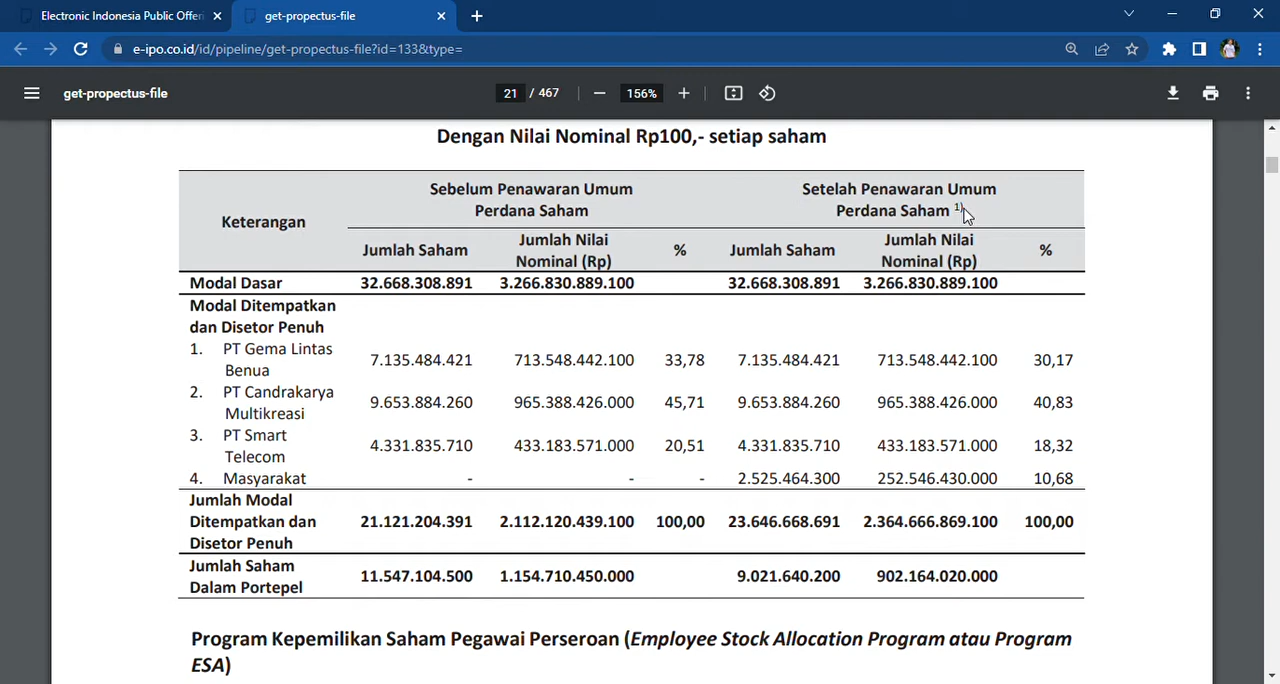 Electronic Indonesia Public Offeri
get-propectus-file
e-ipo.co.id/id/pipeline/get-propectus-file?id=133&type=
get-propectus-file
21 / 467
156%
Dengan Nilai Nominal Rp100,- setiap saham
Keterangan
Sebelum Penawaran Umum
Perdana Saham
Setelah Penawaran Umum
Perdana Saham 1)
Jumlah Saham
Jumlah Nilai
Nominal (Rp)
%
Jumlah Saham
Jumlah Nilai
Nominal (Rp)
%
Modal Dasar 32.668.308.891 3.266.830.889.100 32.668.308.891 3.266.830.889.100
Modal Ditempatkan
dan Disetor Penuh
1. PT Gema Lintas
Benua
7.135.484.421 713.548.442.100 33,78 7.135.484.421 713.548.442.100 30,17
2. PT Candrakarya
Multikreasi
9.653.884.260 965.388.426.000 45,71 9.653.884.260 965.388.426.000 40,83
3. PT Smart
Telecom
4.331.835.710 433.183.571.000 20,51 4.331.835.710 433.183.571.000 18,32
4. Masyarakat - - - 2.525.464.300 252.546.430.000 10,68
Jumlah Modal
Ditempatkan dan
Disetor Penuh
21.121.204.391 2.112.120.439.100 100,00 23.646.668.691 2.364.666.869.100 100,00
Jumlah Saham
Dalam Portepel
11.547.104.500 1.154.710.450.000 9.021.640.200 902.164.020.000
Program Kepemilikan Saham Pegawai Perseroan (Employee Stock Allocation Program atau Program
ESA)